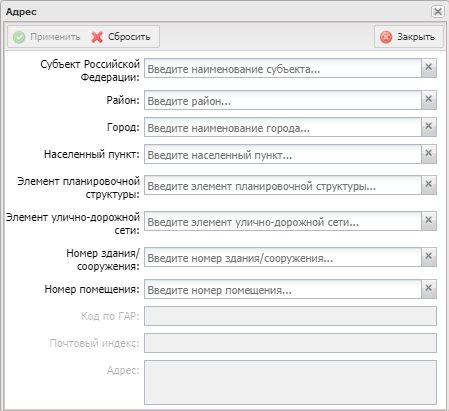 Адрес
Применить Сбросить Закрыть
Субъект Российской
Федерации: Введите наименование субъекта...
Район: Введите район...
Город: Введите наименование города...
Населенный пункт: Введите населенный пункт...
Элемент планировочной
структуры: Введите элемент планировочной структуры...
Элемент улично-дорожной
сети: Введите элемент улично-дорожной сети...
Номер здания/
сооружения: Введите номер здания/сооружения...
Номер помещения: Введите номер помещения...
Код по ГАР:
Почтовый индекс:
Адрес: